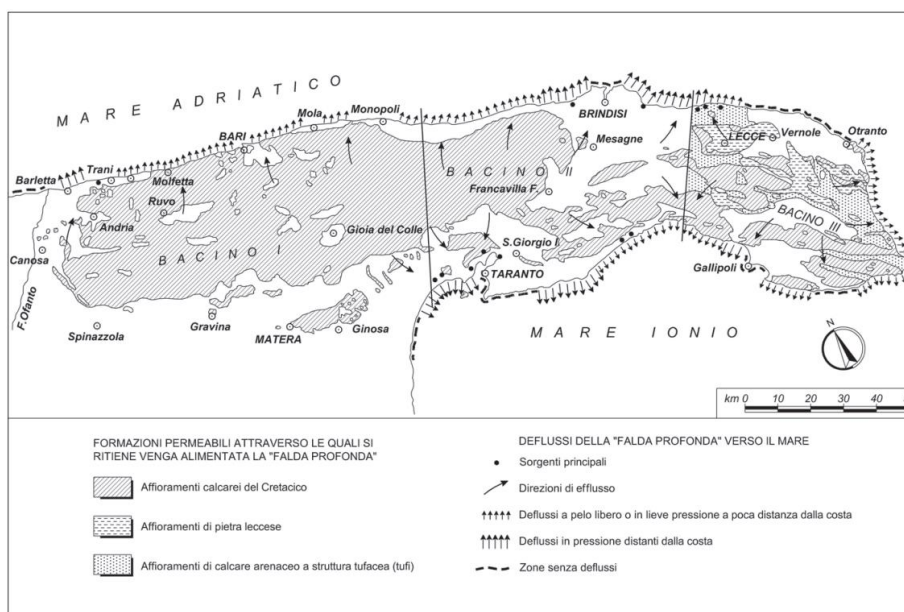 MARE ADRIATICO
Monopoli
Mola
BARI
Trani
Barletta
Molfetta
Ruvo
Andria
Canosa
F.Ofanto
BACINO I
Gioia del Colle
Spinazzola
Gravina
MATERA
Ginosa
BRINDISI
Mesagne
BACINO II
Francavilla F.
S.Giorgio I.
TARANTO
LECCE
Vernole
Otranto
BACINO III
Gallipoli
MARE IONIO
N
km 0 10 20 30 40
FORMAZIONI PERMEABILI ATTRAVERSO LE QUALI SI
RITIENE VENGA ALIMENTATA LA "FALDA PROFONDA"
Affioramenti calcarei del Cretacico
Affioramenti di pietra leccese
Affioramenti di calcare arenaceo a struttura tufacea (tufi)
DEFLUSSI DELLA "FALDA PROFONDA" VERSO IL MARE
Sorgenti principali
Direzioni di efflusso
Deflussi a pelo libero o in lieve pressione a poca distanza dalla costa
Deflussi in pressione distanti dalla costa
Zone senza deflussi